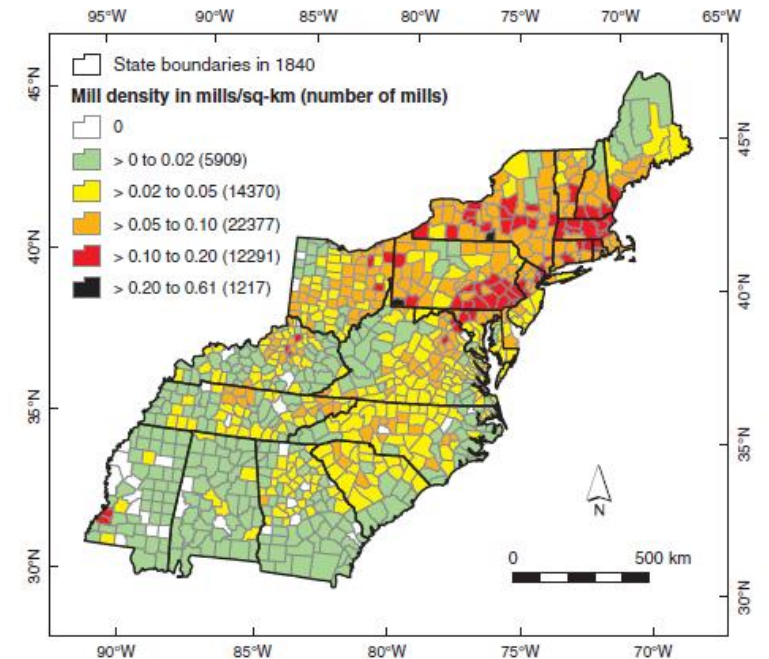 95°W 90°W 85°W 80°W 75°W 70°W 65°W
45°N
40°N
35°N
30°N
State boundaries in 1840
Mill density in mills/sq-km (number of mills)
0
> 0 to 0.02 (5909)
> 0.02 to 0.05 (14370)
> 0.05 to 0.10 (22377)
> 0.10 to 0.20 (12291)
> 0.20 to 0.61 (1217)
45°N
40°N
35°N
30°N
N
0 500 km
90°W 85°W 80°W 75°W 70°W